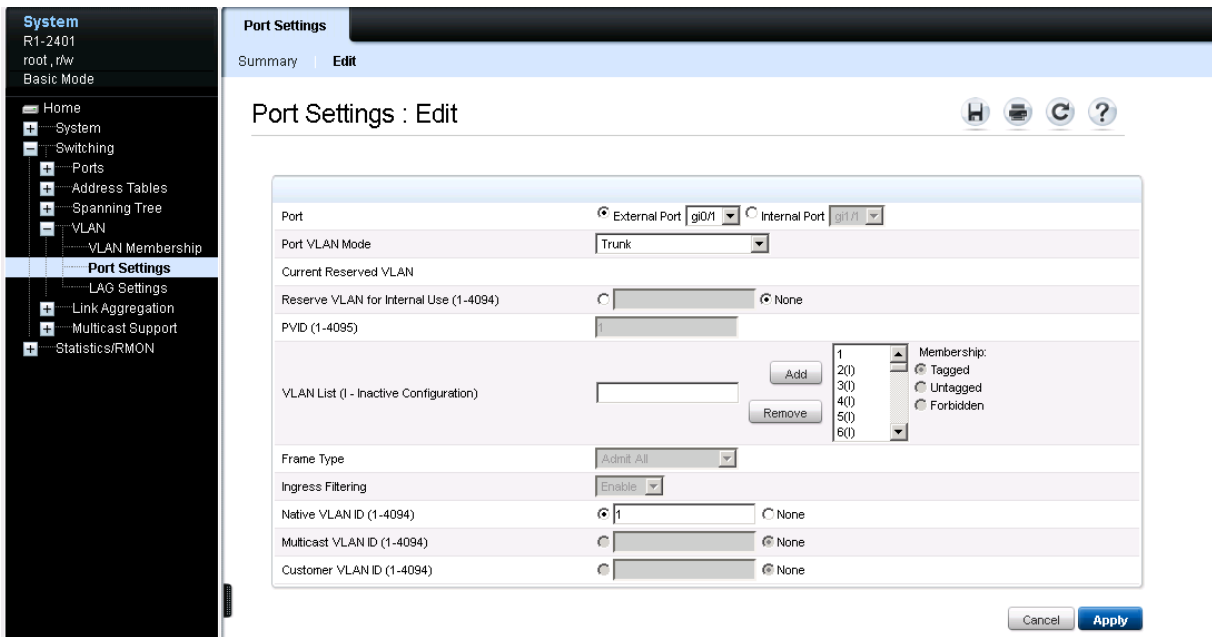 System
R1-2401
root , r/w
Basic Mode
Home
System
Switching
Ports
Address Tables
Spanning Tree
VLAN
VLAN Membership
Port Settings
LAG Settings
Link Aggregation
Multicast Support
Statistics/RMON
Port Settings
Summary Edit
Port Settings : Edit
Port External Port gi0/1 Internal Port gi1/1
Port VLAN Mode Trunk
Current Reserved VLAN
Reserve VLAN for Internal Use (1-4094) None
PVID (1-4095) 1
VLAN List (I - Inactive Configuration) Add Remove
1
2(I)
3(I)
4(I)
5(I)
6(I)
Membership:
Tagged
Untagged
Forbidden
Frame Type Admit All
Ingress Filtering Enable
Native VLAN ID (1-4094) 1 None
Multicast VLAN ID (1-4094) None
Customer VLAN ID (1-4094) None
Cancel Apply